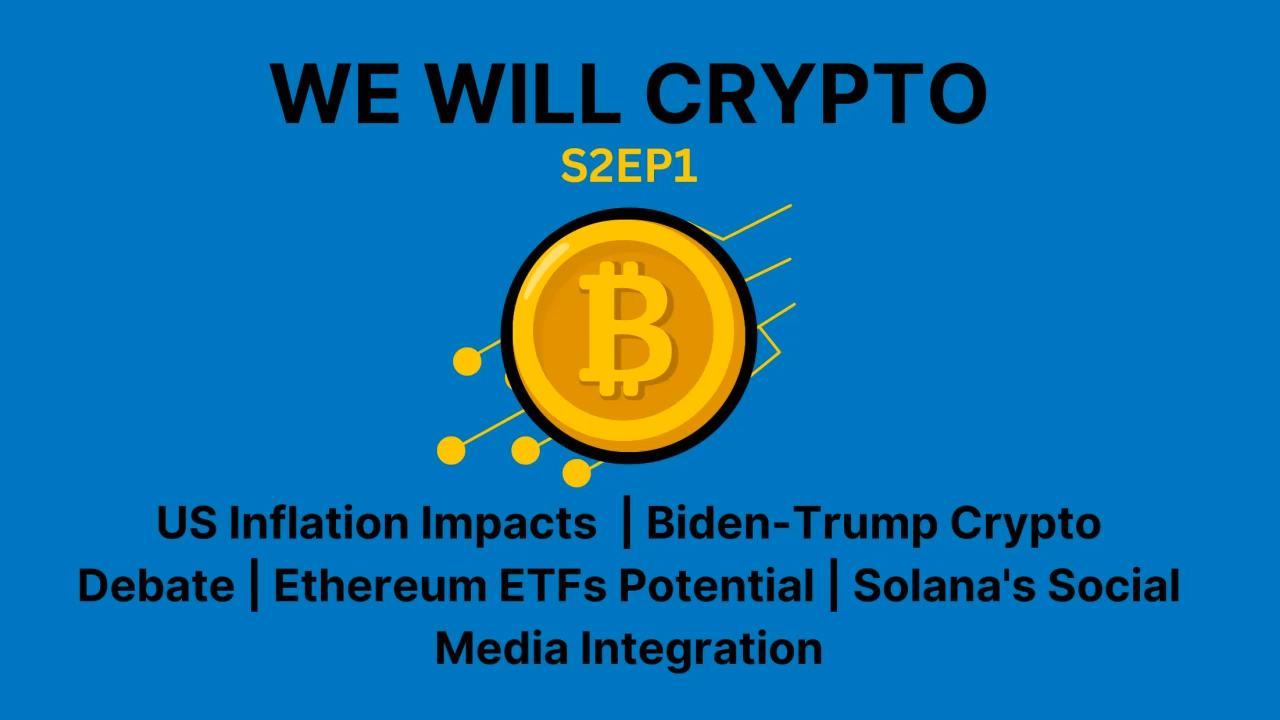 WE WILL CRYPTO
S2EP1
US Inflation Impacts | Biden-Trump Crypto
Debate | Ethereum ETFs Potential | Solana's Social
Media Integration